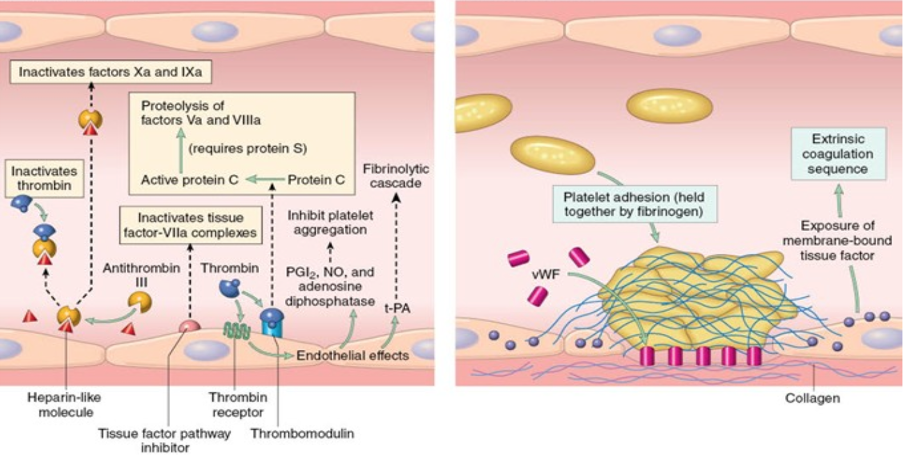 Inactivates factors Xa and IXa
Proteolysis of
factors Va and VIIIa
(requires protein S)
Active protein C
Protein C
Inactivates
thrombin
Inactivates tissue
factor-VIIa complexes
Fibrinolytic
cascade
Inhibit platelet
aggregation
Antithrombin
III
Thrombin
PGI₂, NO, and
adenosine
diphosphatase
t-PA
Endothelial effects
Heparin-like
molecule
Thrombin
receptor
Tissue factor pathway
inhibitor
Thrombomodulin
Extrinsic
coagulation
sequence
Platelet adhesion (held
together by fibrinogen)
Exposure of
membrane-bound
tissue factor
vWF
Collagen